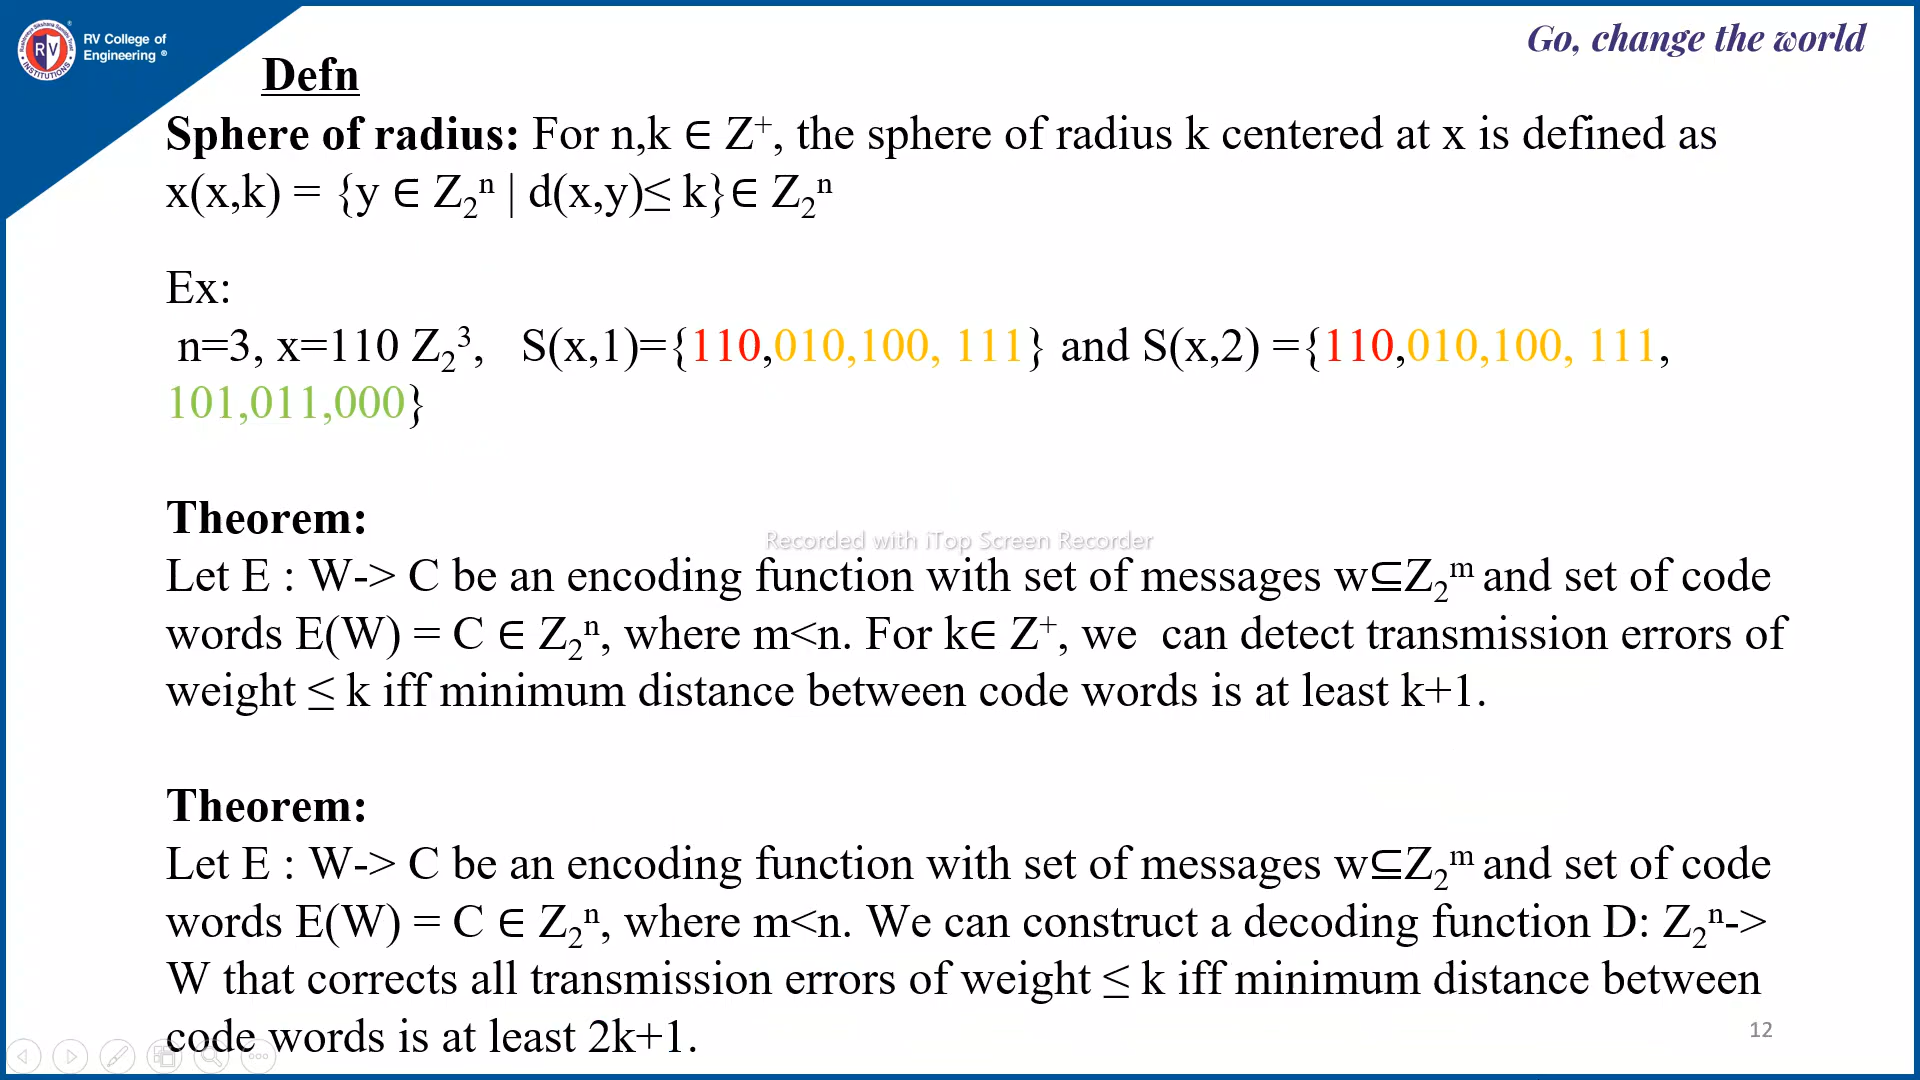 RV College of
Engineering ®
Go, change the world
Defn
Sphere of radius: For n,k ∈ Z⁺, the sphere of radius k centered at x is defined as
x(x,k) = {y ∈ Z₂ⁿ | d(x,y)≤ k}∈ Z₂ⁿ
Ex:
n=3, x=110 Z₂³, S(x,1)={110,010,100, 111} and S(x,2) ={110,010,100, 111,
101,011,000}
Theorem:
Recorded with iTop Screen Recorder
Let E : W-> C be an encoding function with set of messages w⊆Z₂ᵐ and set of code
words E(W) = C ∈ Z₂ⁿ, where m<n. For k∈ Z⁺, we can detect transmission errors of
weight ≤ k iff minimum distance between code words is at least k+1.
Theorem:
Let E : W-> C be an encoding function with set of messages w⊆Z₂ᵐ and set of code
words E(W) = C ∈ Z₂ⁿ, where m<n. We can construct a decoding function D: Z₂ⁿ->
W that corrects all transmission errors of weight ≤ k iff minimum distance between
code words is at least 2k+1.
12